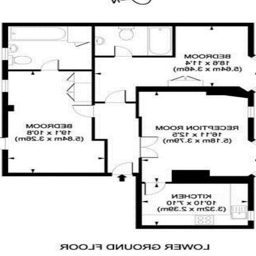 BEDROOM
18'6 x 11'4
(5.64m x 3.46m)
BEDROOM
19'1 x 10'8
(5.84m x 3.26m)
RECEPTION ROOM
16'11 x 12'5
(5.16m x 3.79m)
KITCHEN
10'10 x 7'10
(3.32m x 2.39m)
LOWER GROUND FLOOR